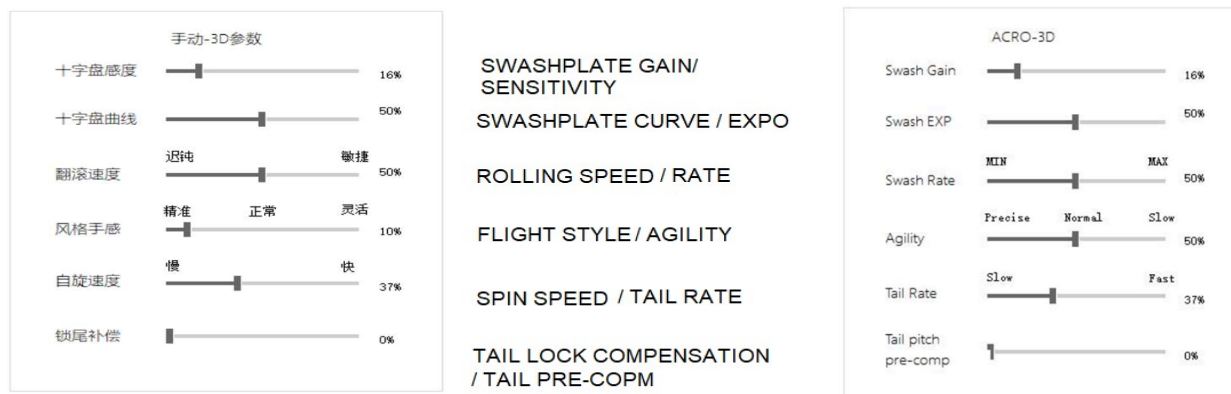 手动-3D参数
十字盘感度 16%
十字盘曲线 50%
迟钝 敏捷
翻滚速度 50%
精准 正常 灵活
风格手感 10%
慢 快
自旋速度 37%
锁尾补偿 0%
SWASHPLATE GAIN/
SENSITIVITY
SWASHPLATE CURVE / EXPO
ROLLING SPEED / RATE
FLIGHT STYLE / AGILITY
SPIN SPEED / TAIL RATE
TAIL LOCK COMPENSATION
/ TAIL PRE-COPM
ACRO-3D
Swash Gain 16%
Swash EXP 50%
MIN MAX
Swash Rate 50%
Precise Normal Slow
Agility 50%
Slow Fast
Tail Rate 37%
Tail pitch
pre-comp 0%